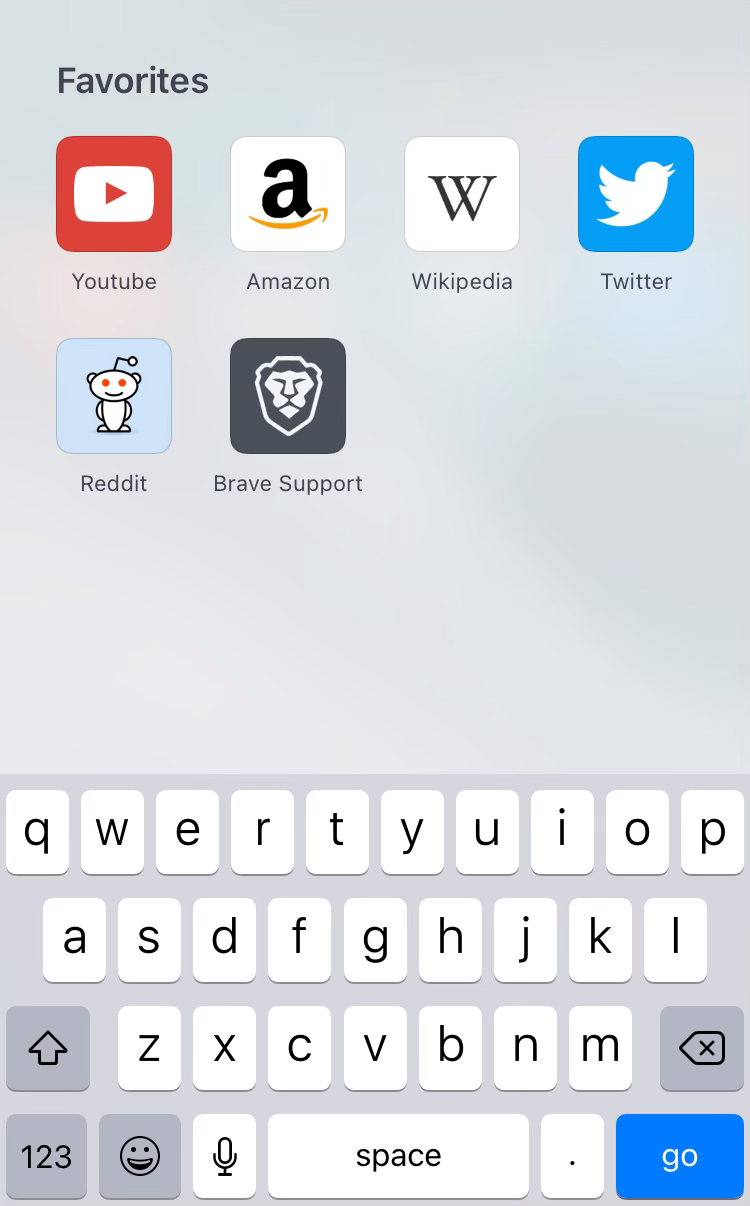 Favorites
a W
Youtube Amazon Wikipedia Twitter
Reddit Brave Support
q w e r t y u i o p
a s d f g h j k l
z x c v b n m
123 space . go